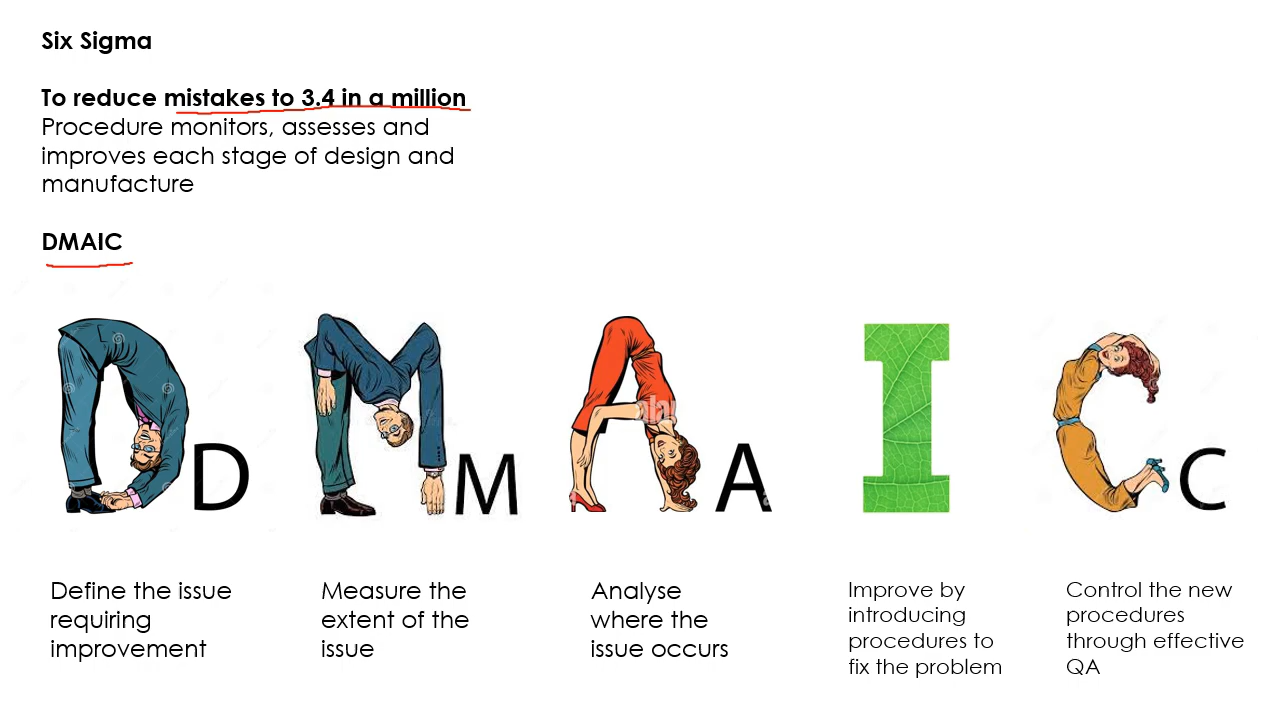 Six Sigma
To reduce mistakes to 3.4 in a million
Procedure monitors, assesses and
improves each stage of design and
manufacture
DMAIC
D
M
A
I
C
Define the issue
requiring
improvement
Measure the
extent of the
issue
Analyse
where the
issue occurs
Improve by
introducing
procedures to
fix the problem
Control the new
procedures
through effective
QA